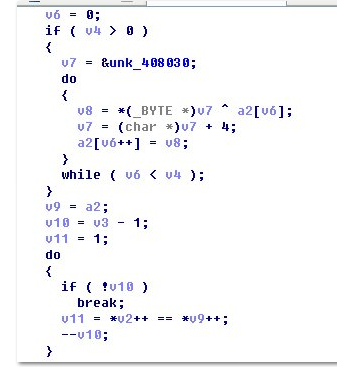 v6 = 0;
if ( v4 > 0 )
{
v7 = &unk_408030;
do
{
v8 = *(_BYTE *)v7 ^ a2[v6];
v7 = (char *)v7 + 4;
a2[v6++] = v8;
}
while ( v6 < v4 );
}
v9 = a2;
v10 = v3 - 1;
v11 = 1;
do
{
if ( !v10 )
break;
v11 = *v2++ == *v9++;
--v10;
}